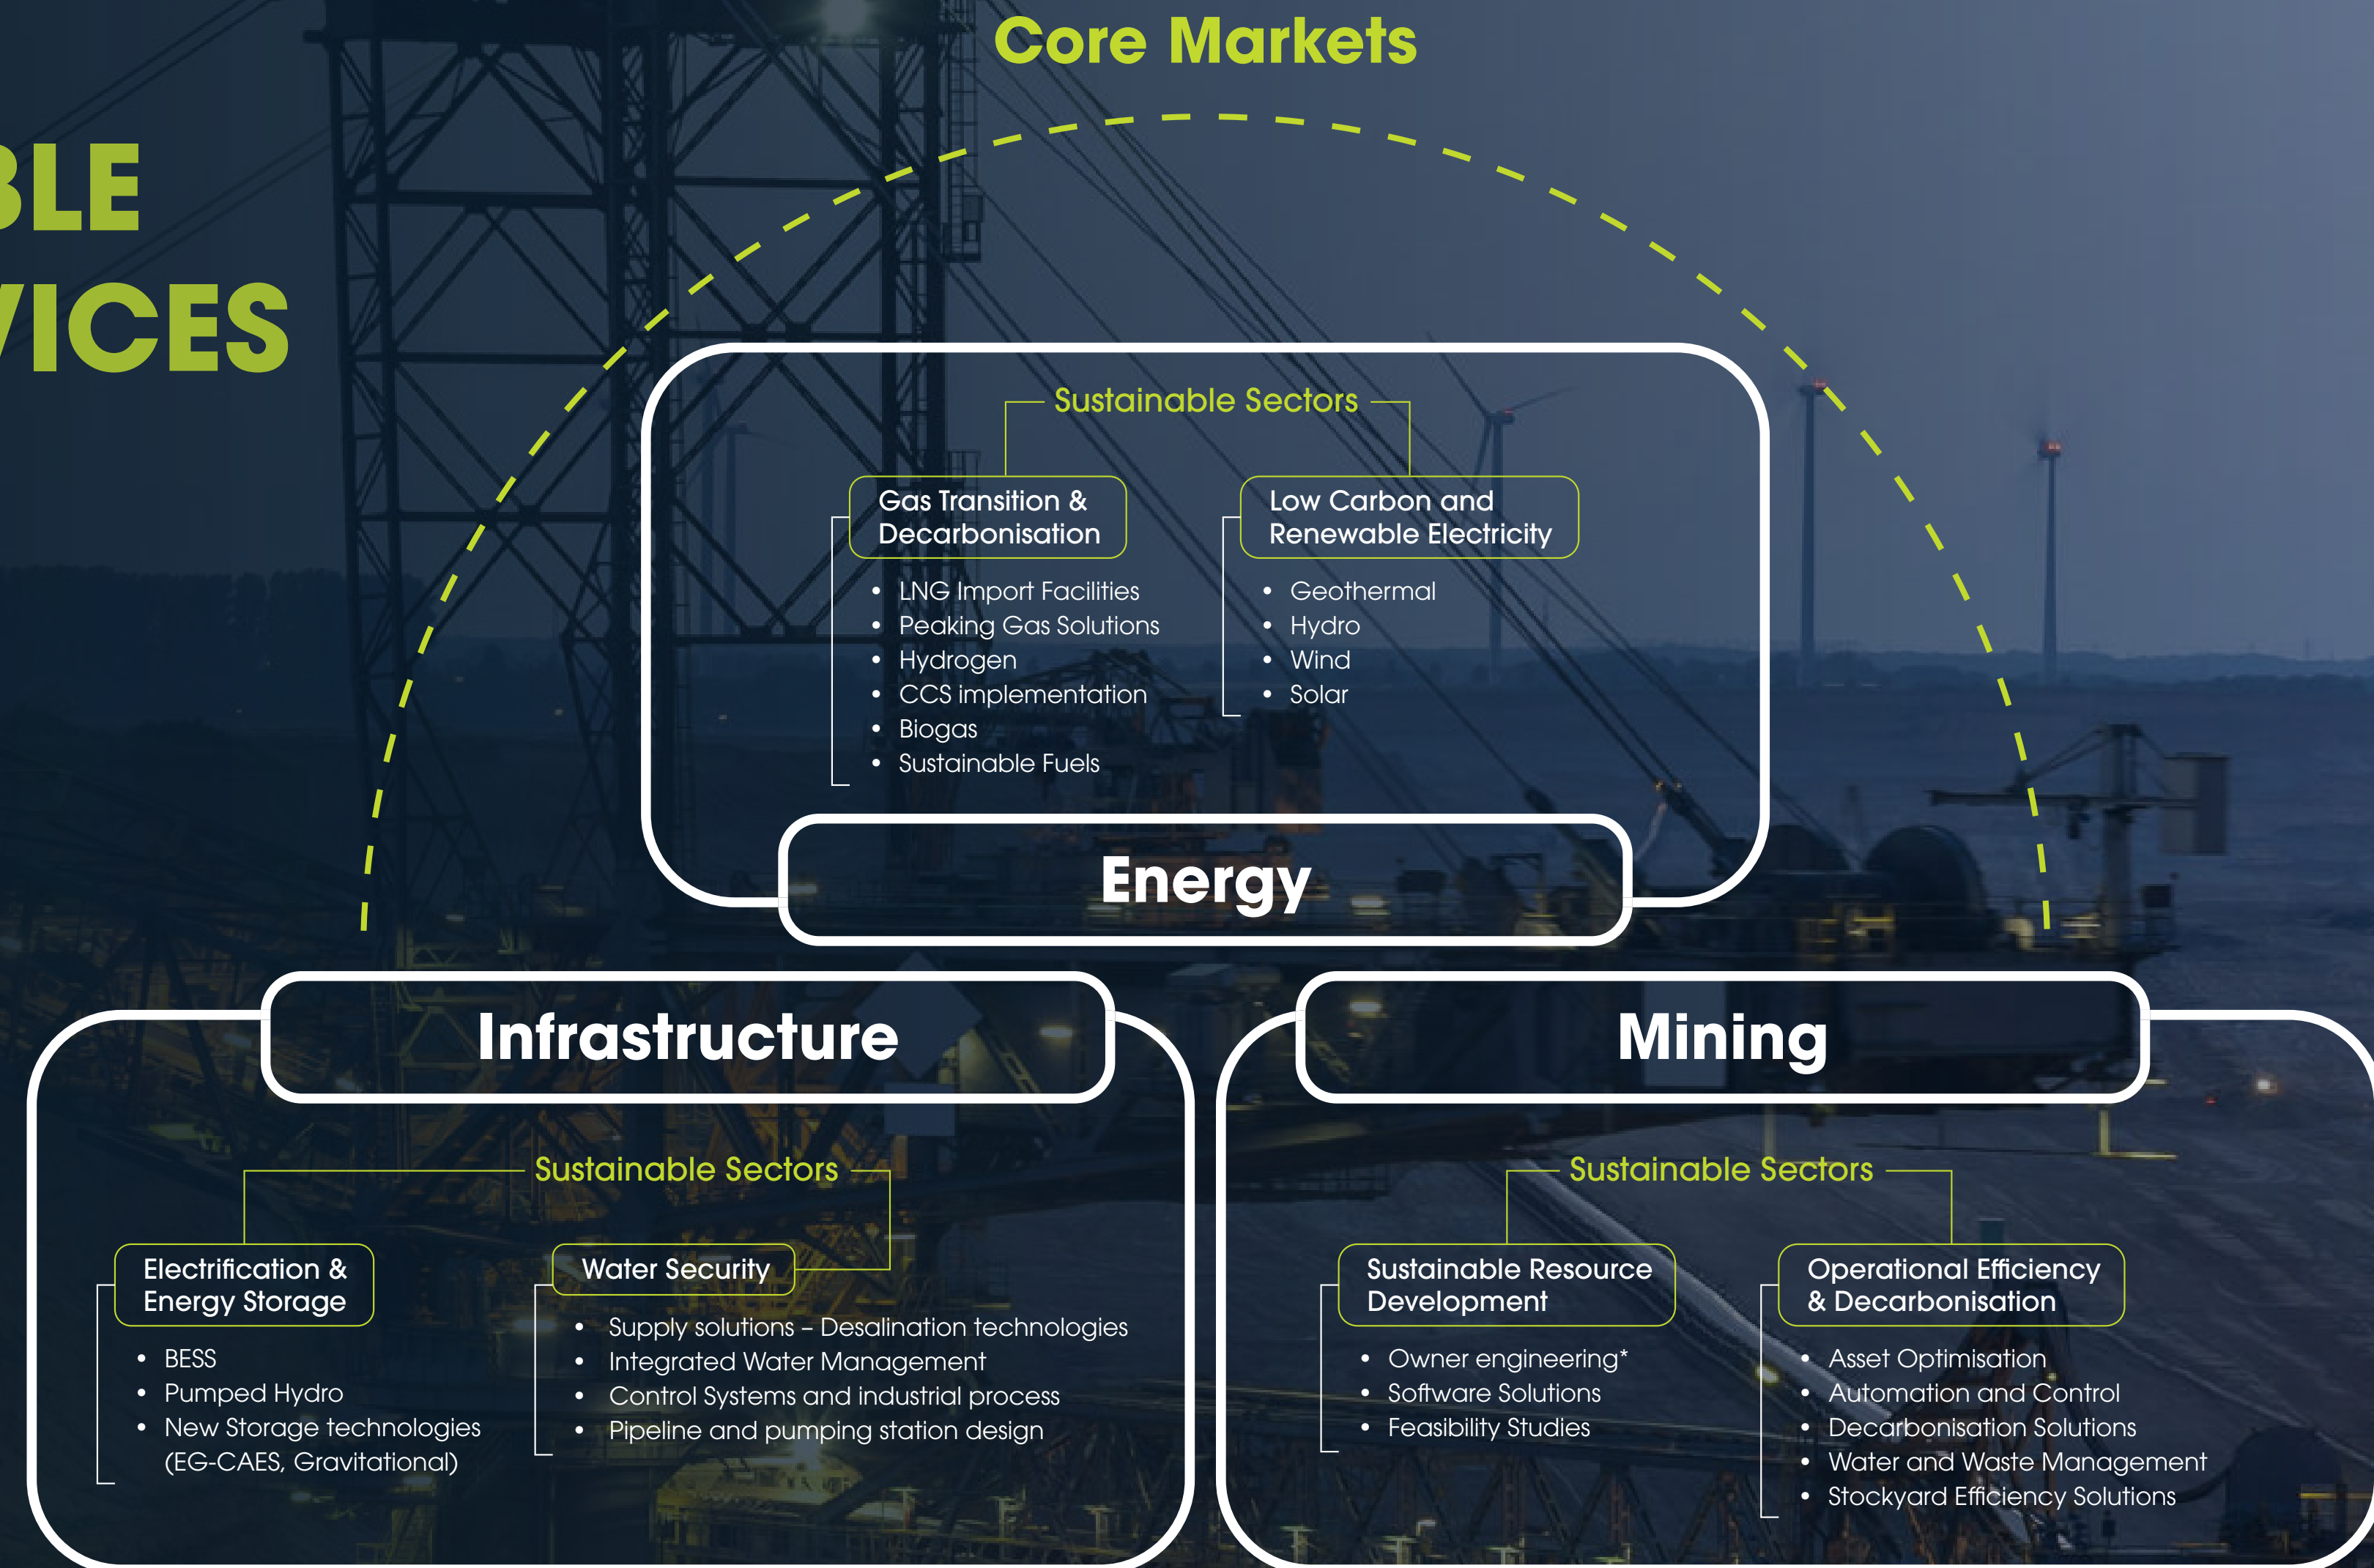 Core Markets
BLE
VICES
Sustainable Sectors
Gas Transition &
Decarbonisation
• LNG Import Facilities
• Peaking Gas Solutions
• Hydrogen
• CCS implementation
• Biogas
• Sustainable Fuels
Low Carbon and
Renewable Electricity
• Geothermal
• Hydro
• Wind
• Solar
Energy
Infrastructure
Sustainable Sectors
Electrification &
Energy Storage
• BESS
• Pumped Hydro
• New Storage technologies
(EG-CAES, Gravitational)
Water Security
• Supply solutions – Desalination technologies
• Integrated Water Management
• Control Systems and industrial process
• Pipeline and pumping station design
Mining
Sustainable Sectors
Sustainable Resource
Development
• Owner engineering*
• Software Solutions
• Feasibility Studies
Operational Efficiency
& Decarbonisation
• Asset Optimisation
• Automation and Control
• Decarbonisation Solutions
• Water and Waste Management
• Stockyard Efficiency Solutions